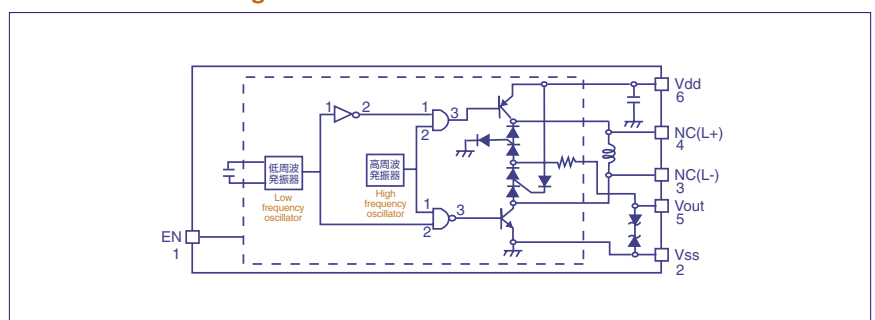 Vdd
6
1
2
1
3
2
NC(L+)
4
低周波
発振器
高周波
発振器
NC(L-)
3
Low
frequency
oscillator
High
frequency
oscillator
Vout
5
1
3
2
EN
1
Vss
2